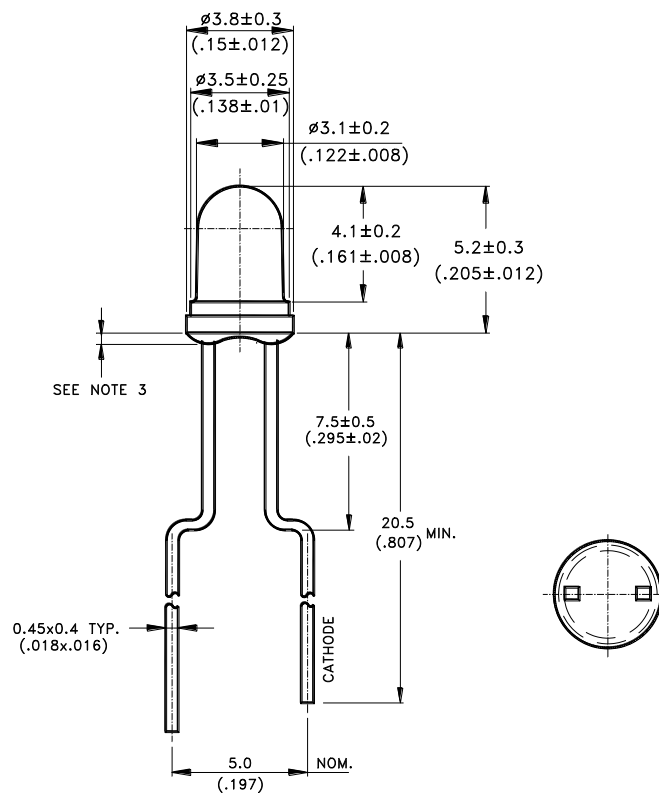 ø3.8±0.3
(.15±.012)
ø3.5±0.25
(.138±.01)
ø3.1±0.2
(.122±.008)
4.1±0.2
(.161±.008)
5.2±0.3
(.205±.012)
SEE NOTE 3
7.5±0.5
(.295±.02)
20.5 MIN.
(.807)
0.45x0.4 TYP.
(.018x.016)
CATHODE
5.0 NOM.
(.197)